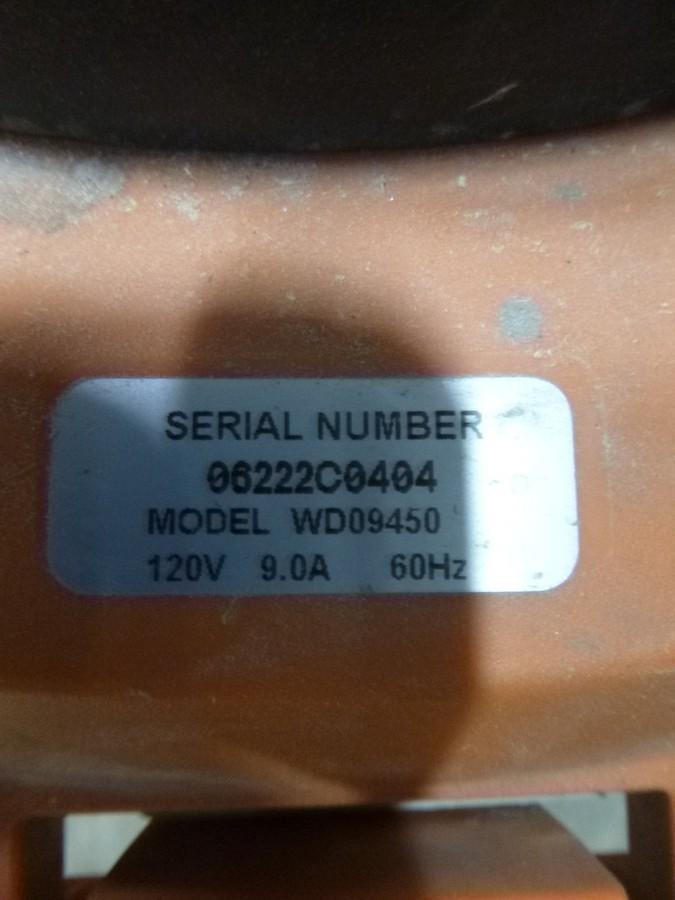 SERIAL NUMBER
06222C0404
MODEL WD09450
120V 9.0A 60Hz